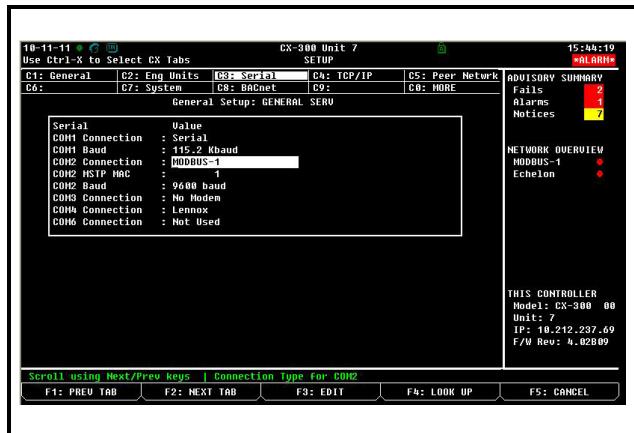 10-11-11 CX-300 Unit 7 15:44:19
Use Ctrl-X to Select CX Tabs SETUP *ALARM*
C1: General C2: Eng Units C3: Serial C4: TCP/IP C5: Peer Netwrk
C6: C7: System C8: BACnet C9: C0: MORE
General Setup: GENERAL SERV
Serial Value
COM1 Connection : Serial
COM1 Baud : 115.2 Kbaud
COM2 Connection : MODBUS-1
COM2 MSTP MAC : 1
COM2 Baud : 9600 baud
COM3 Connection : No Modem
COM4 Connection : Lennox
COM6 Connection : Not Used
ADVISORY SUMMARY
Fails 2
Alarms 1
Notices 7
NETWORK OVERVIEW
MODBUS-1
Echelon
THIS CONTROLLER
Model: CX-300 00
Unit: 7
IP: 10.212.237.69
F/W Rev: 4.02B09
Scroll using Next/Prev keys | Connection Type for COM2
F1: PREV TAB F2: NEXT TAB F3: EDIT F4: LOOK UP F5: CANCEL